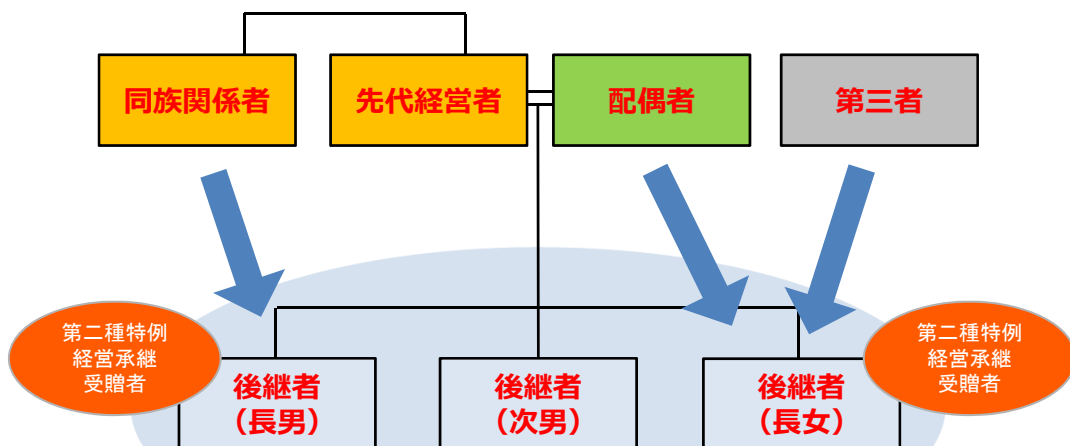 同族関係者
先代経営者
配偶者
第三者
第二種特例
経営承継
受贈者
後継者
（長男）
後継者
（次男）
後継者
（長女）
第二種特例
経営承継
受贈者